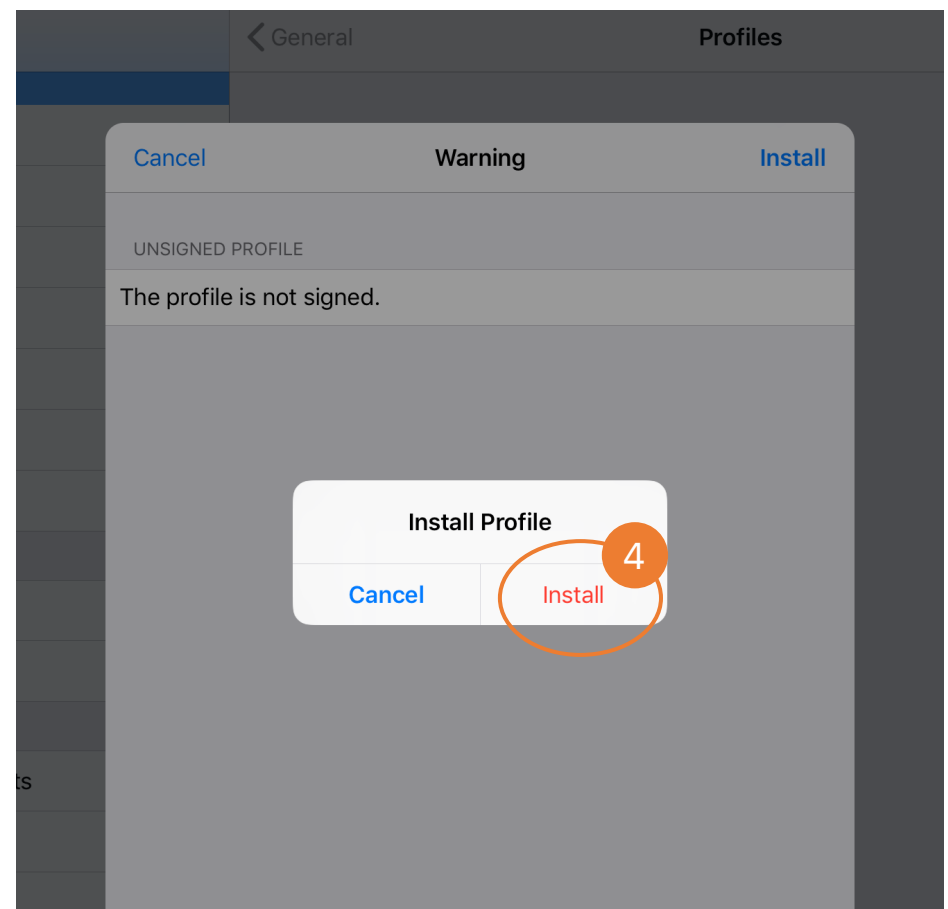 General
Profiles
Cancel
Warning
Install
UNSIGNED PROFILE
The profile is not signed.
Install Profile
4
Cancel
Install
ts